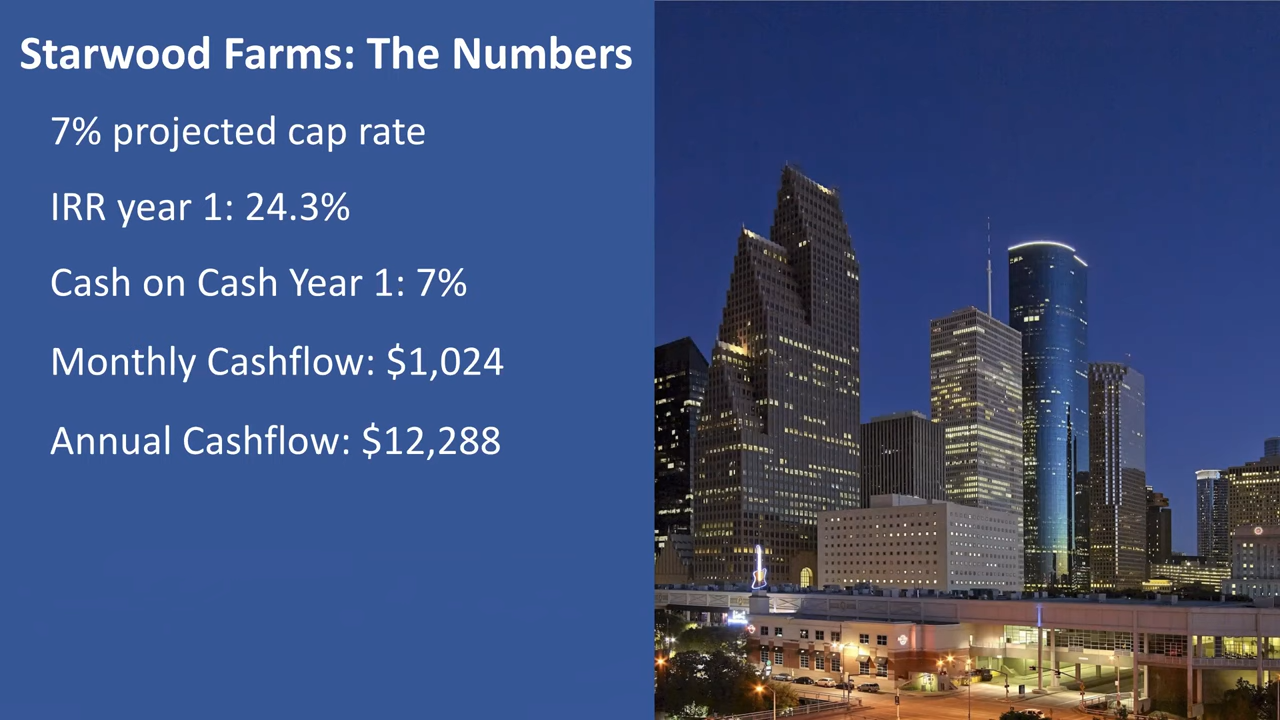 Starwood Farms: The Numbers
7% projected cap rate
IRR year 1: 24.3%
Cash on Cash Year 1: 7%
Monthly Cashflow: $1,024
Annual Cashflow: $12,288